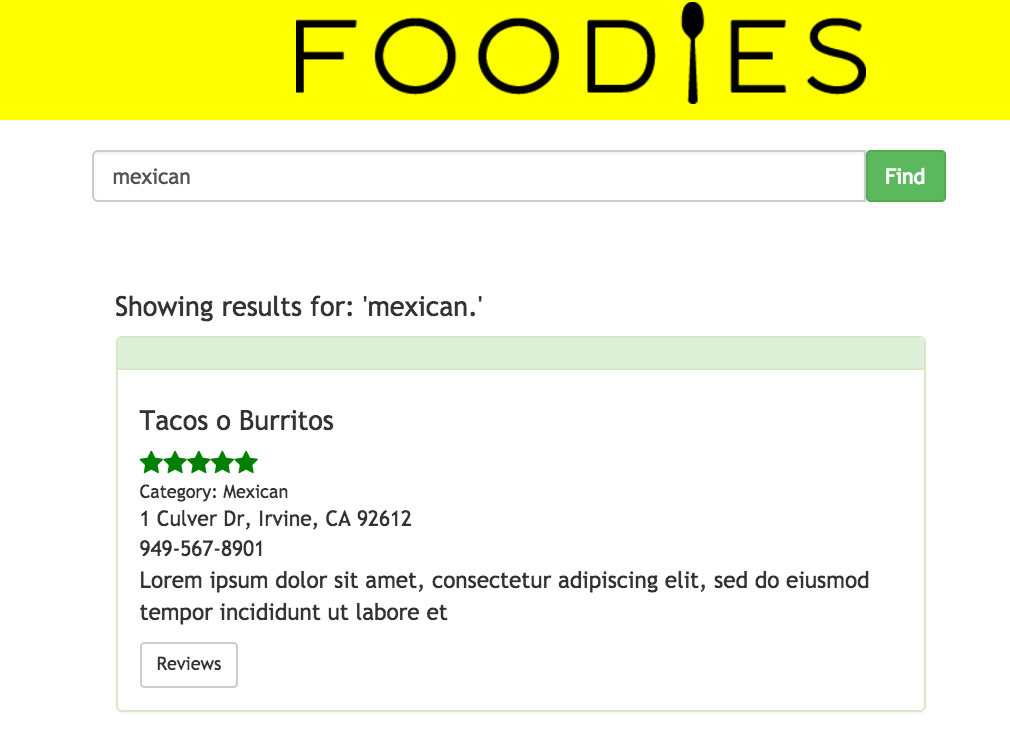 FOODIES
mexican
Find
Showing results for: 'mexican.'
Tacos o Burritos
Category: Mexican
1 Culver Dr, Irvine, CA 92612
949-567-8901
Lorem ipsum dolor sit amet, consectetur adipiscing elit, sed do eiusmod
tempor incididunt ut labore et
Reviews